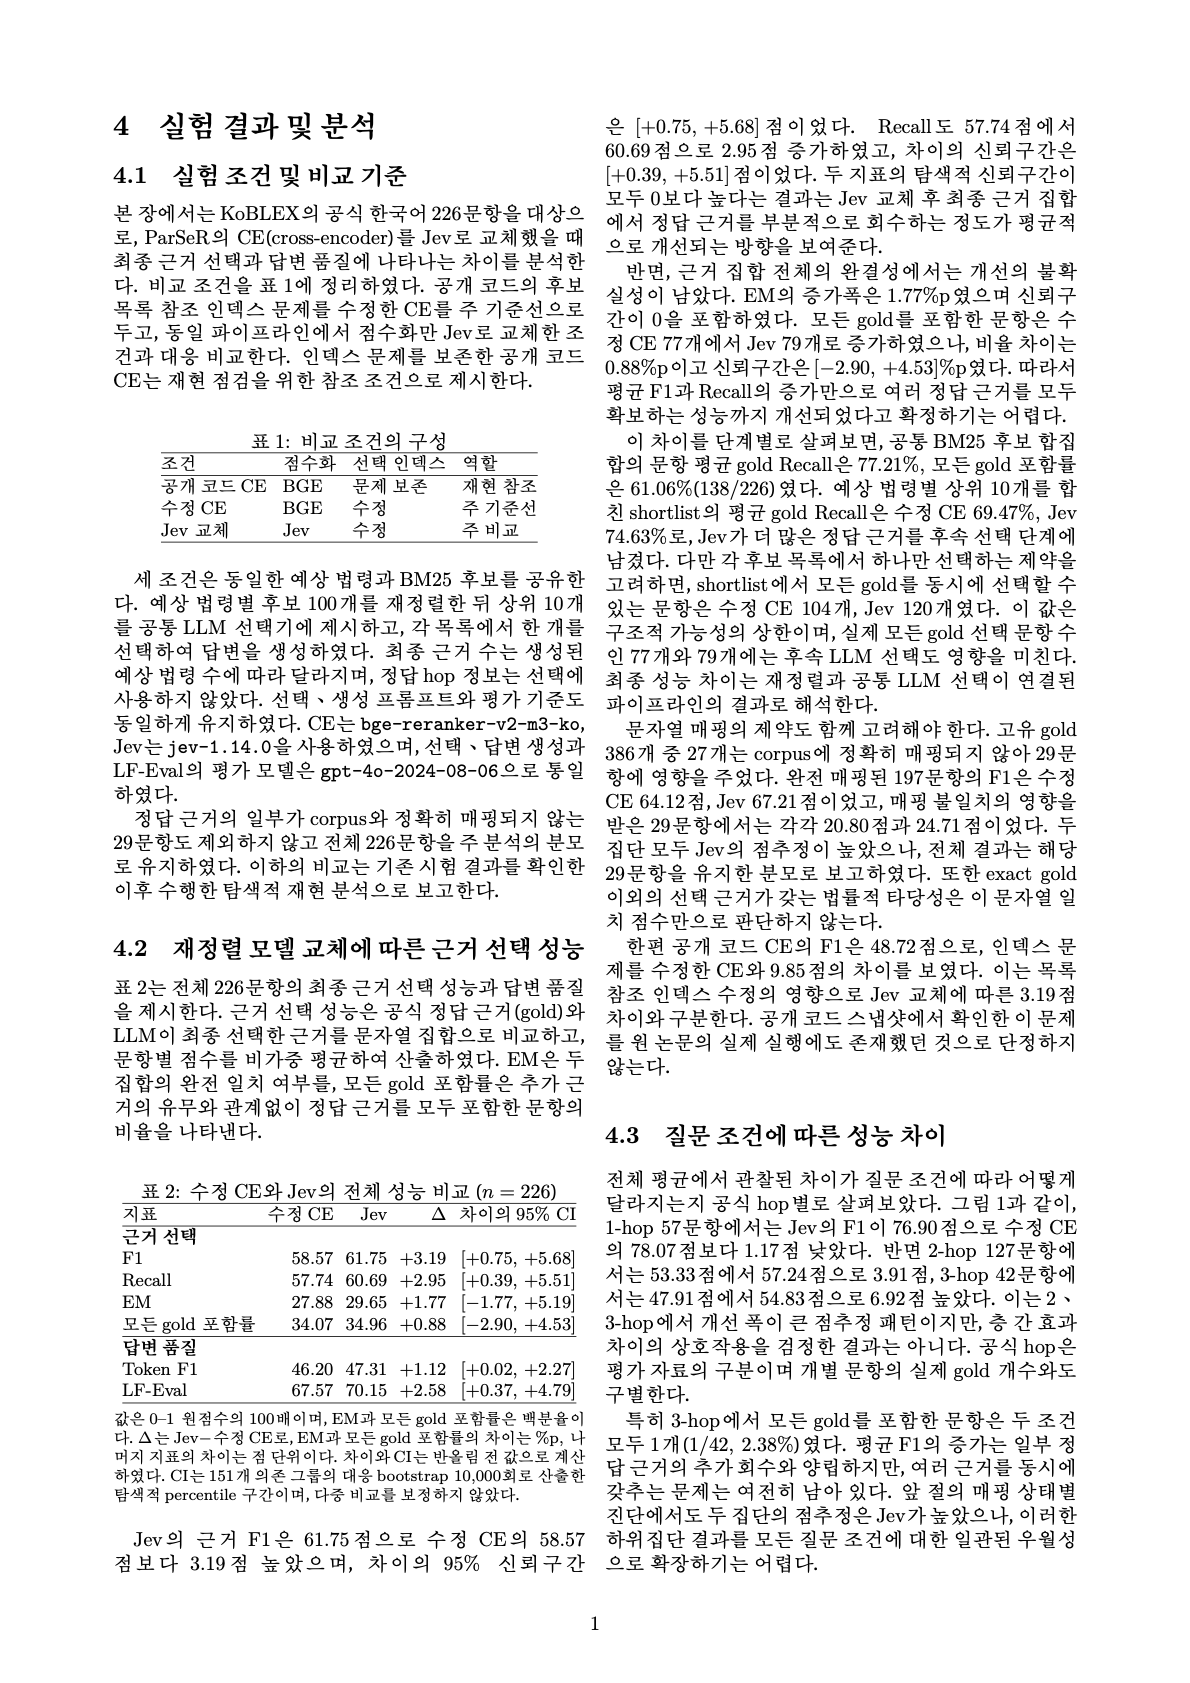 4 실험 결과 및 분석
4.1 실험 조건 및 비교 기준
본 장에서는 KoBLEX의 공식 한국어 226문항을 대상으
로, ParSeR의 CE(cross-encoder)를 Jev로 교체했을 때
최종 근거 선택과 답변 품질에 나타나는 차이를 분석한
다. 비교 조건을 표 1에 정리하였다. 공개 코드의 후보
목록 참조 인덱스 문제를 수정한 CE를 주 기준선으로
두고, 동일 파이프라인에서 점수화만 Jev로 교체한 조
건과 대응 비교한다. 인덱스 문제를 보존한 공개 코드
CE는 재현 점검을 위한 참조 조건으로 제시한다.
표 1: 비교 조건의 구성
조건 점수화 선택 인덱스 역할
공개 코드 CE BGE 문제 보존 재현 참조
수정 CE BGE 수정 주 기준선
Jev 교체 Jev 수정 주 비교
세 조건은 동일한 예상 법령과 BM25 후보를 공유한
다. 예상 법령별 후보 100개를 재정렬한 뒤 상위 10개
를 공통 LLM 선택기에 제시하고, 각 목록에서 한 개를
선택하여 답변을 생성하였다. 최종 근거 수는 생성된
예상 법령 수에 따라 달라지며, 정답 hop 정보는 선택에
사용하지 않았다. 선택、생성 프롬프트와 평가 기준도
동일하게 유지하였다. CE는 bge-reranker-v2-m3-ko,
Jev는 jev-1.14.0을 사용하였으며, 선택、답변 생성과
LF-Eval의 평가 모델은 gpt-4o-2024-08-06으로 통일
하였다.
정답 근거의 일부가 corpus와 정확히 매핑되지 않는
29문항도 제외하지 않고 전체 226문항을 주 분석의 분모
로 유지하였다. 이하의 비교는 기존 시험 결과를 확인한
이후 수행한 탐색적 재현 분석으로 보고한다.
4.2 재정렬 모델 교체에 따른 근거 선택 성능
표 2는 전체 226문항의 최종 근거 선택 성능과 답변 품질
을 제시한다. 근거 선택 성능은 공식 정답 근거(gold)와
LLM이 최종 선택한 근거를 문자열 집합으로 비교하고,
문항별 점수를 비가중 평균하여 산출하였다. EM은 두
집합의 완전 일치 여부를, 모든 gold 포함률은 추가 근
거의 유무와 관계없이 정답 근거를 모두 포함한 문항의
비율을 나타낸다.
표 2: 수정 CE와 Jev의 전체 성능 비교 (n = 226)
지표 수정 CE Jev Δ 차이의 95% CI
근거 선택
F1 58.57 61.75 +3.19 [+0.75, +5.68]
Recall 57.74 60.69 +2.95 [+0.39, +5.51]
EM 27.88 29.65 +1.77 [−1.77, +5.19]
모든 gold 포함률 34.07 34.96 +0.88 [−2.90, +4.53]
답변 품질
Token F1 46.20 47.31 +1.12 [+0.02, +2.27]
LF-Eval 67.57 70.15 +2.58 [+0.37, +4.79]
값은 0–1 원점수의 100배이며, EM과 모든 gold 포함률은 백분율이
다. Δ는 Jev−수정 CE로, EM과 모든 gold 포함률의 차이는 %p, 나
머지 지표의 차이는 점 단위이다. 차이와 CI는 반올림 전 값으로 계산
하였다. CI는 151개 의존 그룹의 대응 bootstrap 10,000회로 산출한
탐색적 percentile 구간이며, 다중 비교를 보정하지 않았다.
Jev의 근거 F1은 61.75점으로 수정 CE의 58.57
점보다 3.19점 높았으며, 차이의 95% 신뢰구간
은 [+0.75, +5.68]점이었다. Recall도 57.74점에서
60.69점으로 2.95점 증가하였고, 차이의 신뢰구간은
[+0.39, +5.51]점이었다. 두 지표의 탐색적 신뢰구간이
모두 0보다 높다는 결과는 Jev 교체 후 최종 근거 집합
에서 정답 근거를 부분적으로 회수하는 정도가 평균적
으로 개선되는 방향을 보여준다.
반면, 근거 집합 전체의 완결성에서는 개선의 불확
실성이 남았다. EM의 증가폭은 1.77%p였으며 신뢰구
간이 0을 포함하였다. 모든 gold를 포함한 문항은 수
정 CE 77개에서 Jev 79개로 증가하였으나, 비율 차이는
0.88%p이고 신뢰구간은 [−2.90, +4.53]%p였다. 따라서
평균 F1과 Recall의 증가만으로 여러 정답 근거를 모두
확보하는 성능까지 개선되었다고 확정하기는 어렵다.
이 차이를 단계별로 살펴보면, 공통 BM25 후보 합집
합의 문항 평균 gold Recall은 77.21%, 모든 gold 포함률
은 61.06%(138/226)였다. 예상 법령별 상위 10개를 합
친 shortlist의 평균 gold Recall은 수정 CE 69.47%, Jev
74.63%로, Jev가 더 많은 정답 근거를 후속 선택 단계에
남겼다. 다만 각 후보 목록에서 하나만 선택하는 제약을
고려하면, shortlist에서 모든 gold를 동시에 선택할 수
있는 문항은 수정 CE 104개, Jev 120개였다. 이 값은
구조적 가능성의 상한이며, 실제 모든 gold 선택 문항 수
인 77개와 79개에는 후속 LLM 선택도 영향을 미친다.
최종 성능 차이는 재정렬과 공통 LLM 선택이 연결된
파이프라인의 결과로 해석한다.
문자열 매핑의 제약도 함께 고려해야 한다. 고유 gold
386개 중 27개는 corpus에 정확히 매핑되지 않아 29문
항에 영향을 주었다. 완전 매핑된 197문항의 F1은 수정
CE 64.12점, Jev 67.21점이었고, 매핑 불일치의 영향을
받은 29문항에서는 각각 20.80점과 24.71점이었다. 두
집단 모두 Jev의 점추정이 높았으나, 전체 결과는 해당
29문항을 유지한 분모로 보고하였다. 또한 exact gold
이외의 선택 근거가 갖는 법률적 타당성은 이 문자열 일
치 점수만으로 판단하지 않는다.
한편 공개 코드 CE의 F1은 48.72점으로, 인덱스 문
제를 수정한 CE와 9.85점의 차이를 보였다. 이는 목록
참조 인덱스 수정의 영향으로 Jev 교체에 따른 3.19점
차이와 구분한다. 공개 코드 스냅샷에서 확인한 이 문제
를 원 논문의 실제 실행에도 존재했던 것으로 단정하지
않는다.
4.3 질문 조건에 따른 성능 차이
전체 평균에서 관찰된 차이가 질문 조건에 따라 어떻게
달라지는지 공식 hop별로 살펴보았다. 그림 1과 같이,
1-hop 57문항에서는 Jev의 F1이 76.90점으로 수정 CE
의 78.07점보다 1.17점 낮았다. 반면 2-hop 127문항에
서는 53.33점에서 57.24점으로 3.91점, 3-hop 42문항에
서는 47.91점에서 54.83점으로 6.92점 높았다. 이는 2、
3-hop에서 개선 폭이 큰 점추정 패턴이지만, 층 간 효과
차이의 상호작용을 검정한 결과는 아니다. 공식 hop은
평가 자료의 구분이며 개별 문항의 실제 gold 개수와도
구별한다.
특히 3-hop에서 모든 gold를 포함한 문항은 두 조건
모두 1개(1/42, 2.38%)였다. 평균 F1의 증가는 일부 정
답 근거의 추가 회수와 양립하지만, 여러 근거를 동시에
갖추는 문제는 여전히 남아 있다. 앞 절의 매핑 상태별
진단에서도 두 집단의 점추정은 Jev가 높았으나, 이러한
하위집단 결과를 모든 질문 조건에 대한 일관된 우월성
으로 확장하기는 어렵다.
1